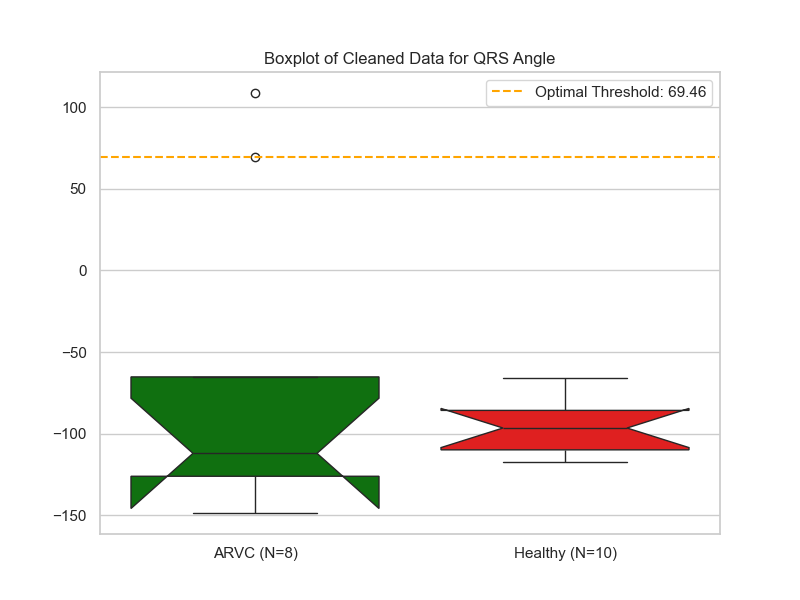 Boxplot of Cleaned Data for QRS Angle
Optimal Threshold: 69.46
100
50
0
−50
−100
−150
ARVC (N=8)
Healthy (N=10)